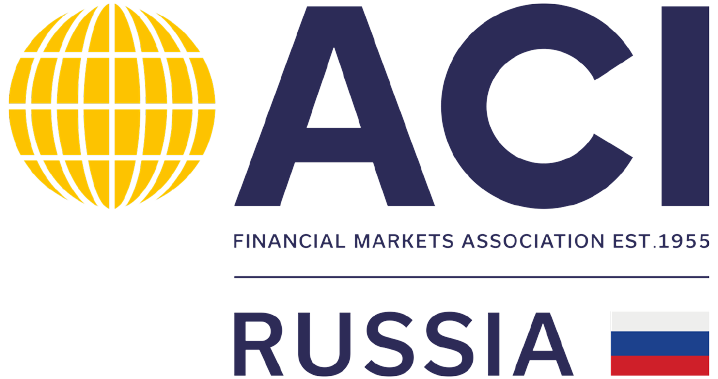 ACI
FINANCIAL MARKETS ASSOCIATION EST.1955
RUSSIA